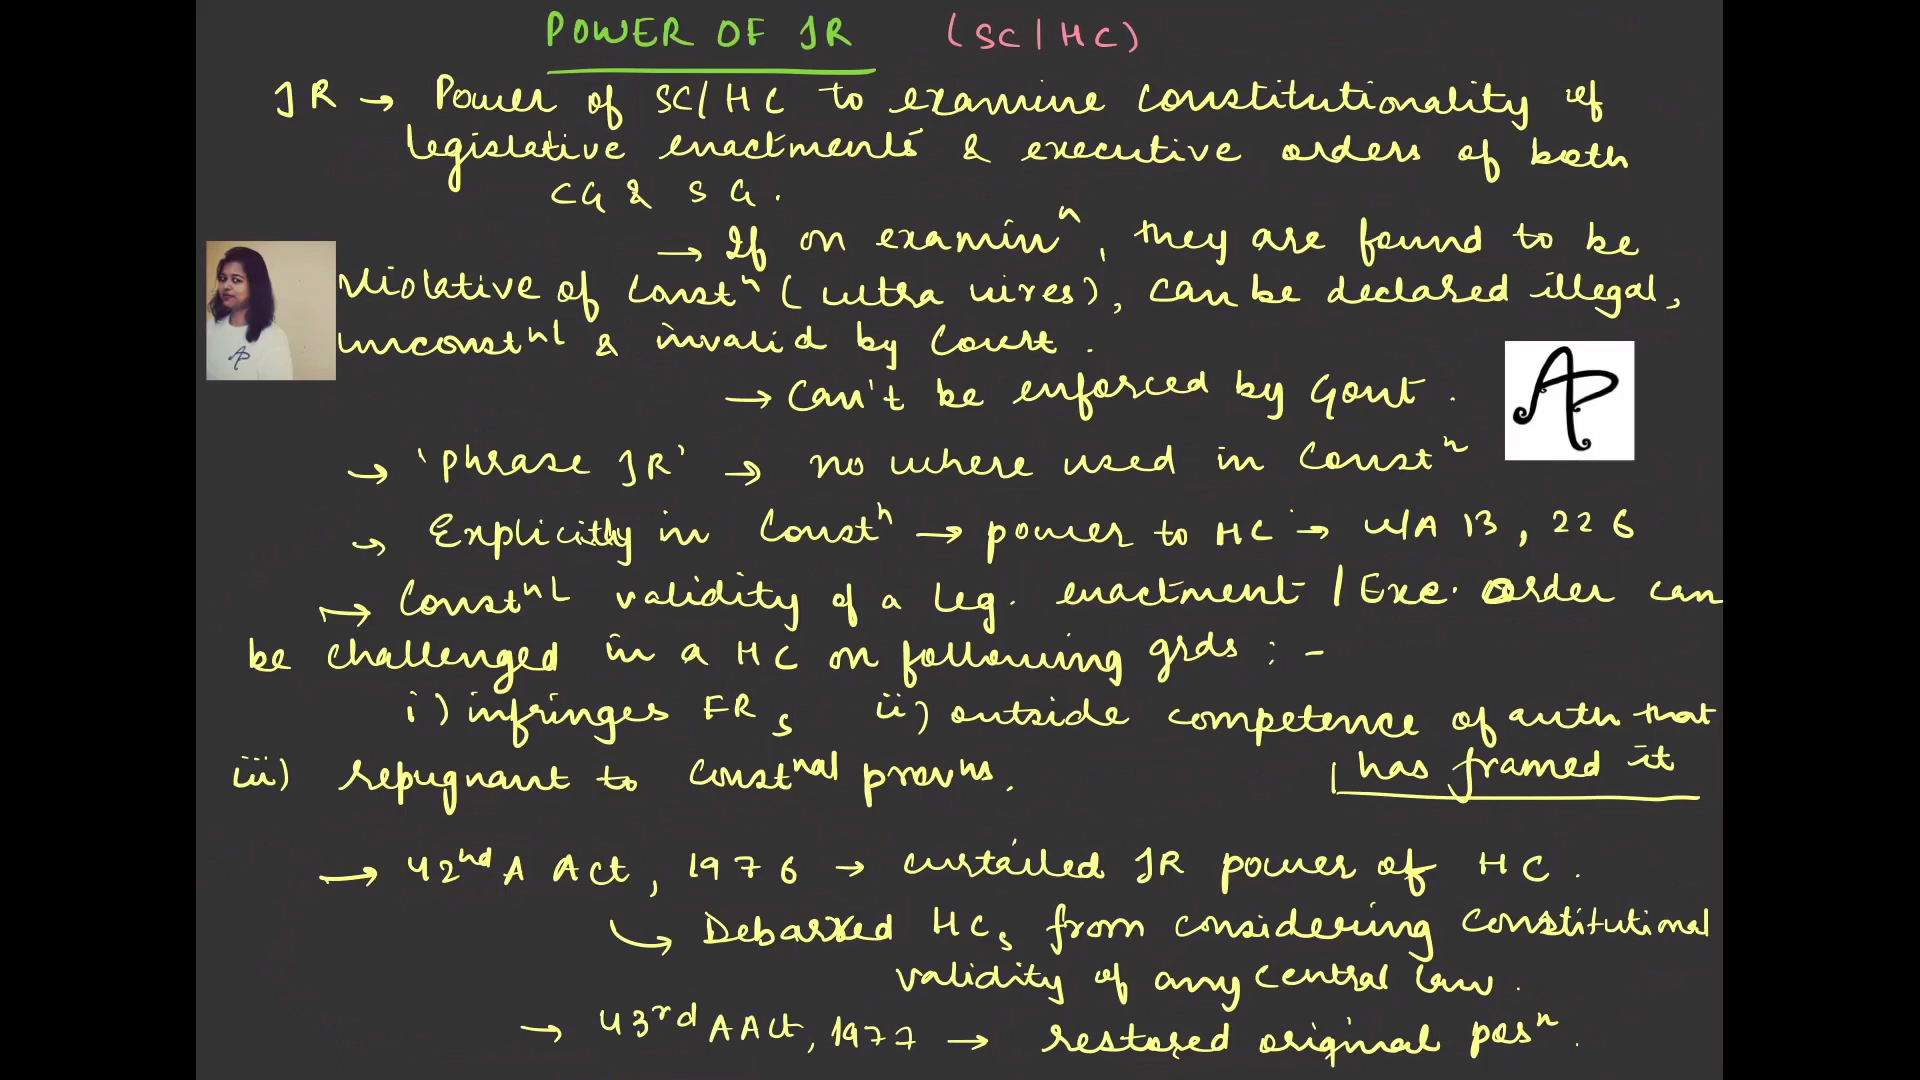 POWER OF JR (SC/HC)
JR → Power of SC/HC to examine constitutionality of
legislative enactments & executive orders of both
CG & SG.
→ If on examinⁿ, they are found to be
violative of Constⁿ (ultra vires), can be declared illegal,
unconstⁿˡ & invalid by Court.
→ Can't be enforced by Govt.
AP
AP
→ 'phrase JR' → no where used in Constⁿ
→ Explicitly in Constⁿ → power to HC → u/A 13, 226
→ Constⁿˡ validity of a leg. enactment / Exe. order can
be challenged in a HC on following grds :-
i) infringes FRs ii) outside competence of auth that
has framed it
iii) repugnant to constⁿᵃˡ provⁿˢ.
→ 42ⁿᵈ A Act, 1976 → curtailed JR power of HC.
↳ Debarred HCs from considering constitutional
validity of any central law.
→ 43ʳᵈ A Act, 1977 → restored original posⁿ.